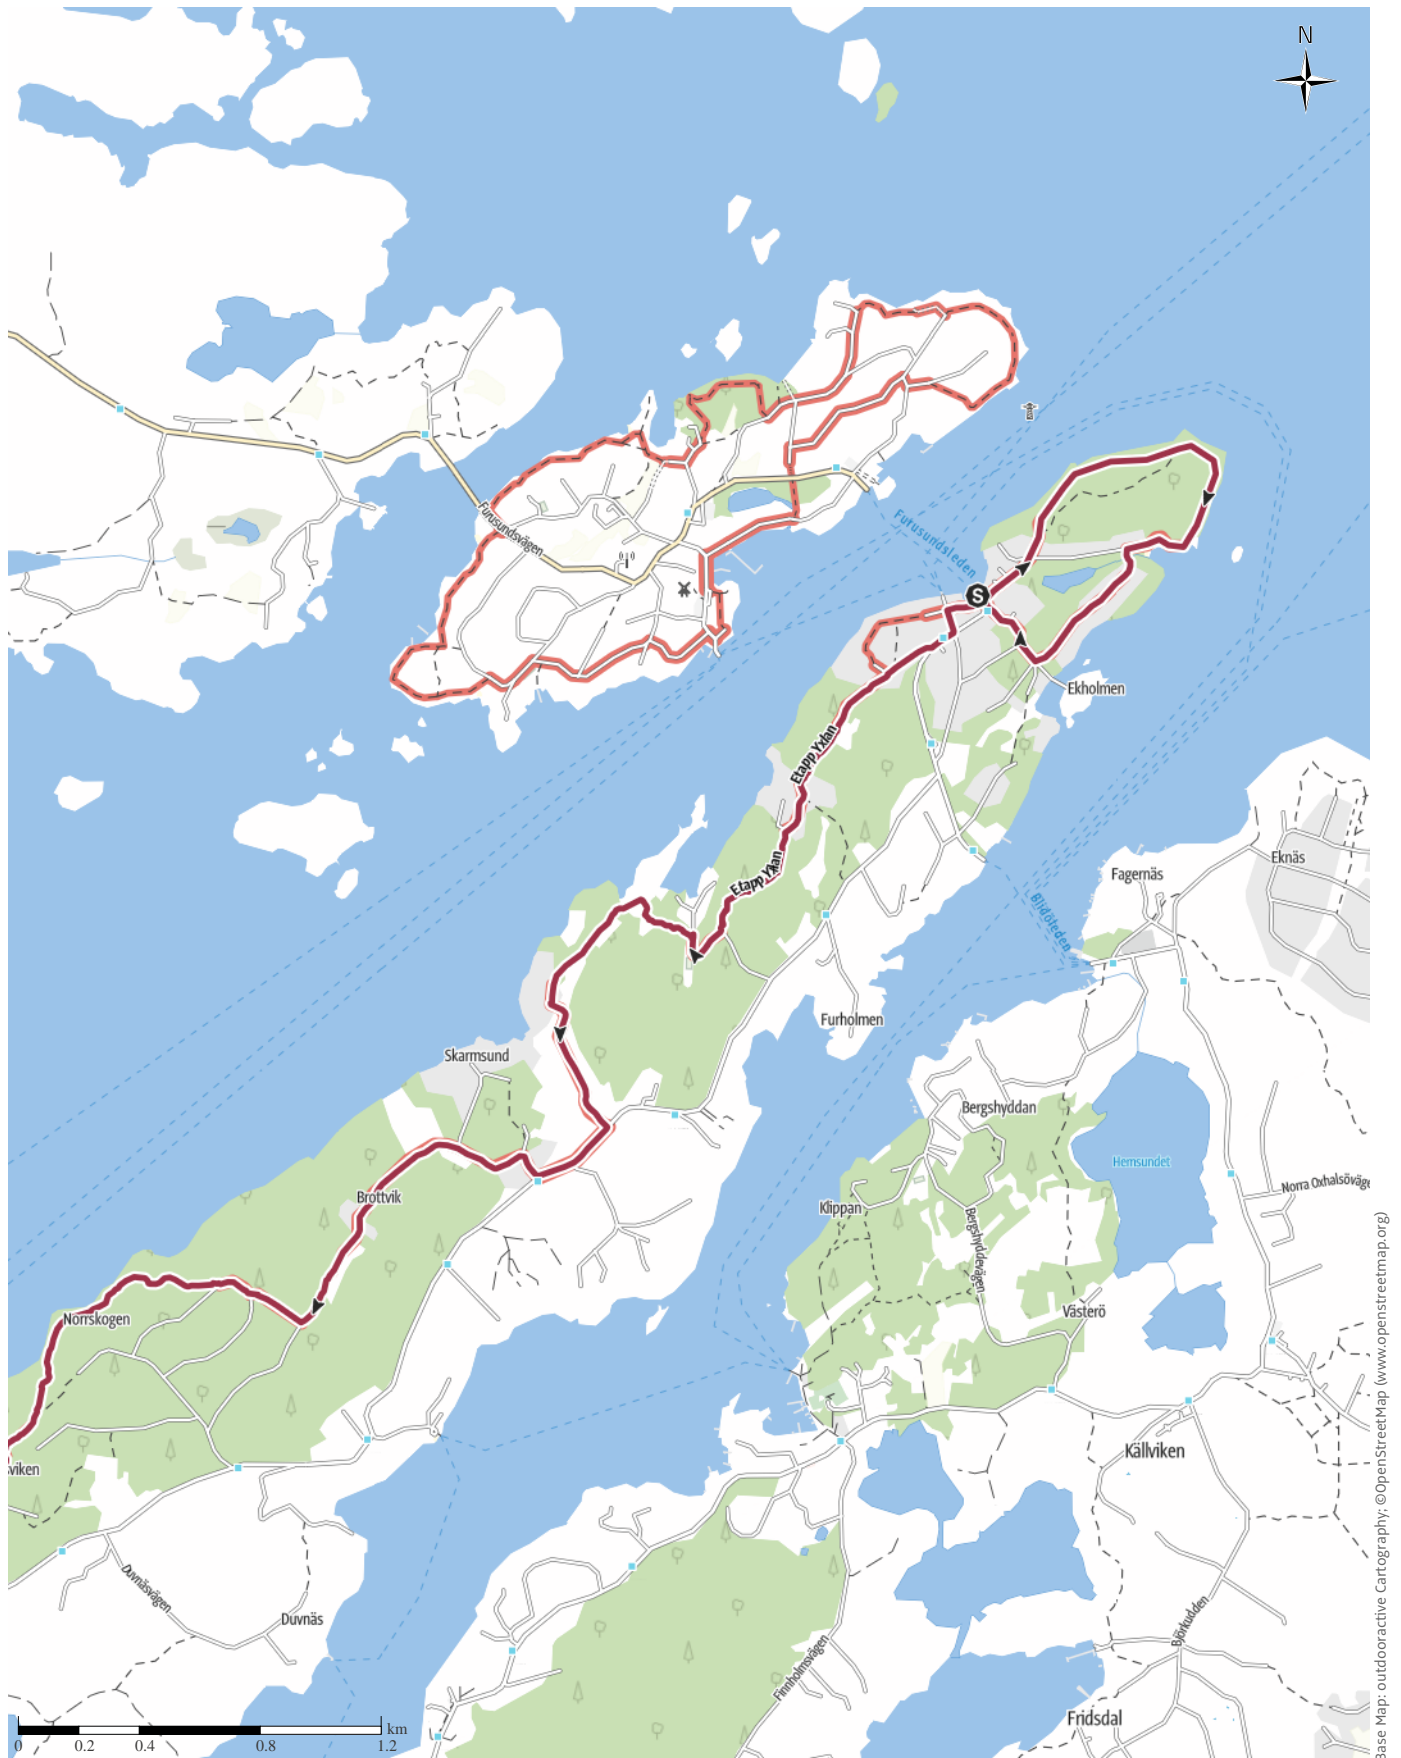 N
Furusundsvägen
Furusundsleden
S
Ekholmen
Etapp Yxlan
Etapp Yxlan
Eknäs
Fagernäs
Blidöleden
Furholmen
Skarmsund
Bergshyddan
Hemsundet
Norra Oxhalsöväge
Brottvik
Klippan
Bergshyddevägen
Norrskogen
Västerö
sviken
Källviken
Duvnäsvägen
Duvnäs
Björkudden
Finnholmsvägen
Fridsdal
km
0 0.2 0.4 0.8 1.2
Base Map: outdooractive Cartography; ©OpenStreetMap (www.openstreetmap.org)